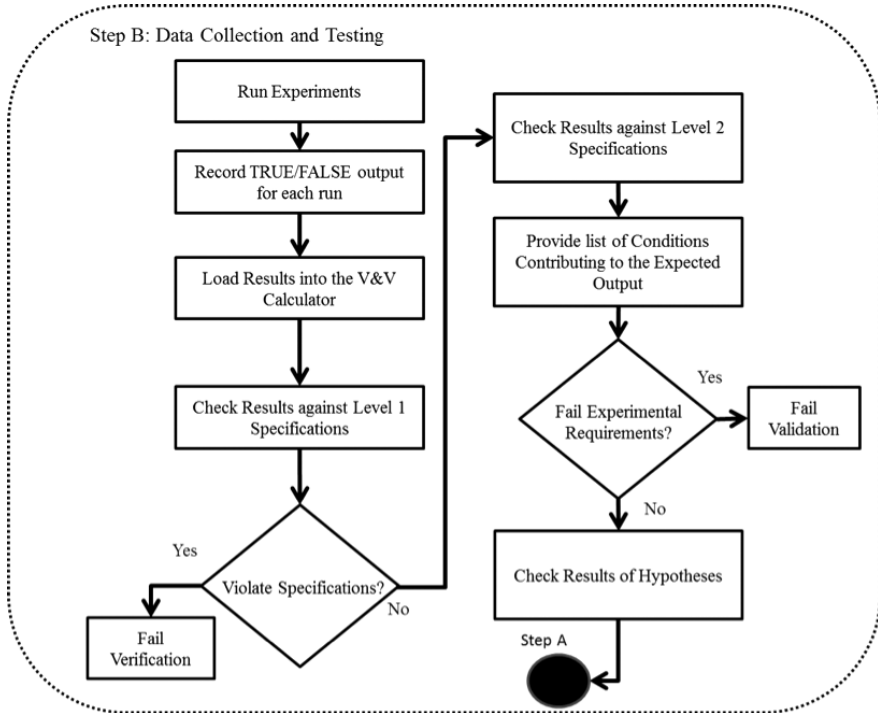 Step B: Data Collection and Testing
Run Experiments
Record TRUE/FALSE output
for each run
Load Results into the V&V
Calculator
Check Results against Level 1
Specifications
Yes
Violate Specifications?
No
Fail
Verification
Check Results against Level 2
Specifications
Provide list of Conditions
Contributing to the Expected
Output
Yes
Fail Experimental
Requirements?
Fail
Validation
No
Check Results of Hypotheses
Step A